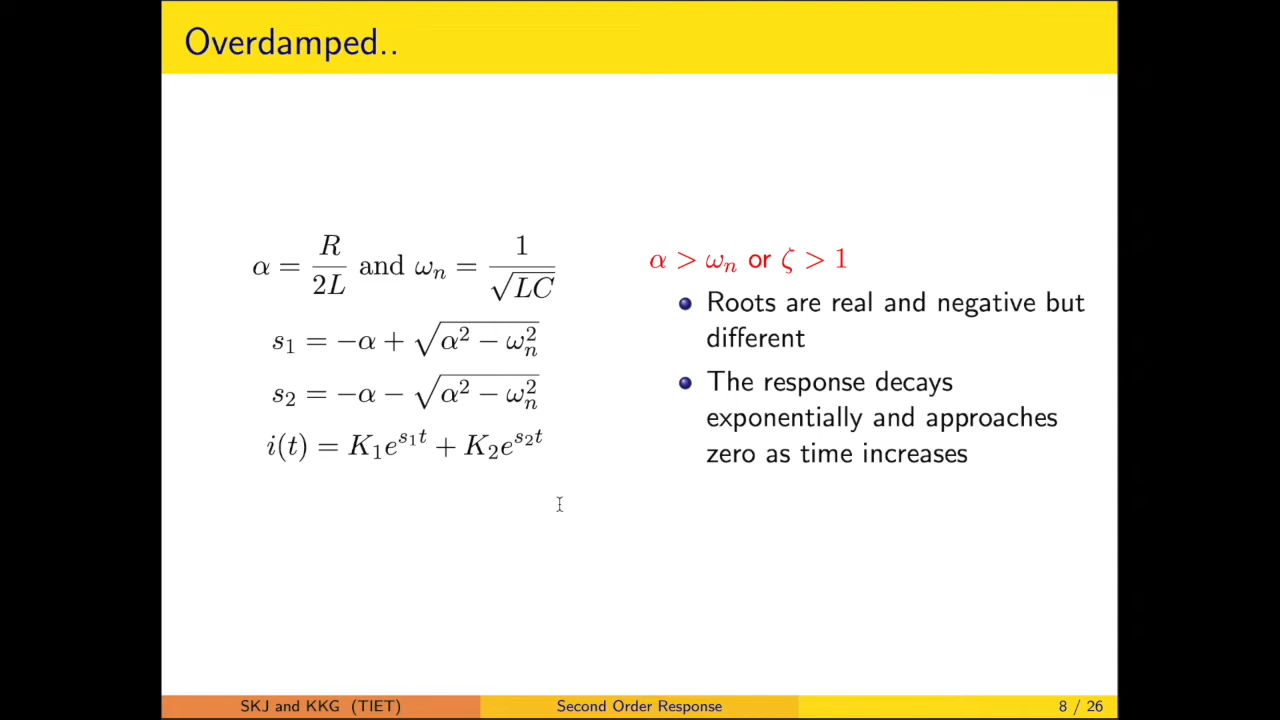 Overdamped..
α = R/2L and ωₙ = 1/√LC
s₁ = −α + √(α² − ωₙ²)
s₂ = −α − √(α² − ωₙ²)
i(t) = K₁e^{s₁t} + K₂e^{s₂t}
α > ωₙ or ζ > 1
Roots are real and negative but
different
The response decays
exponentially and approaches
zero as time increases
SKJ and KKG (TIET)
Second Order Response
8 / 26